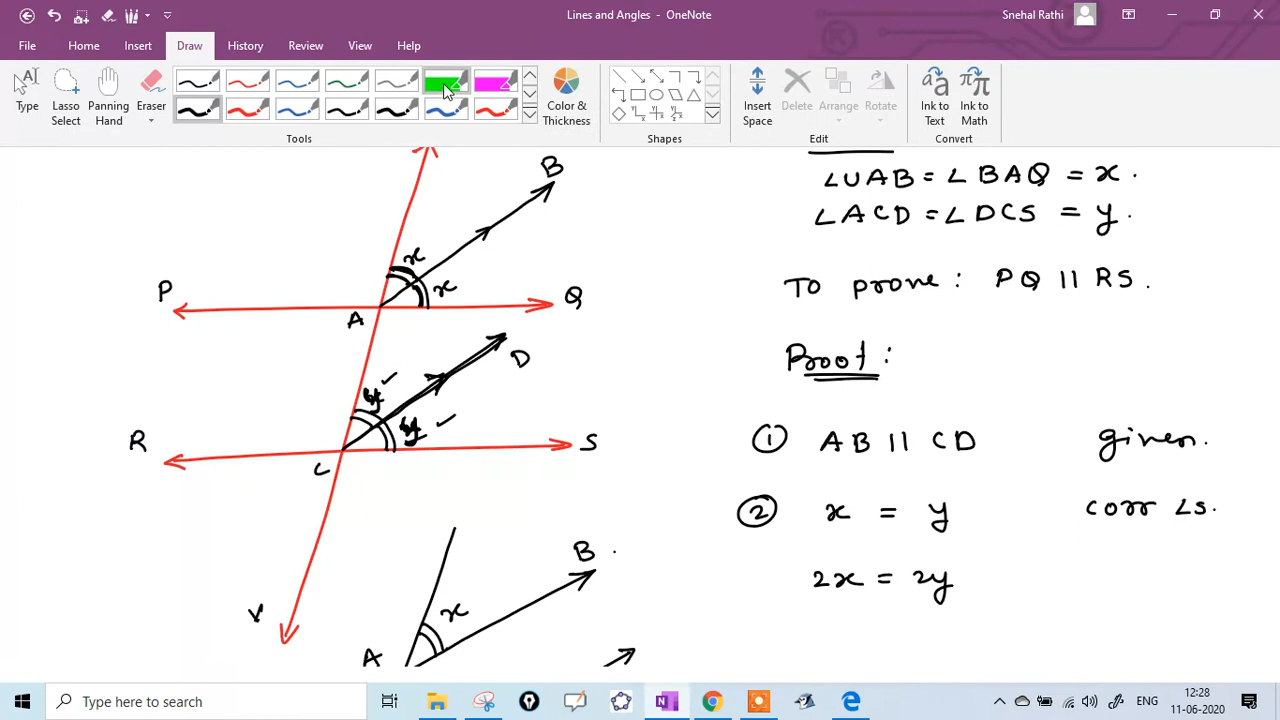 Lines and Angles - OneNote
Snehal Rathi
File Home Insert Draw History Review View Help
Type
Lasso Select
Panning Hand
Eraser
Color & Thickness
Insert Space
Delete
Arrange
Rotate
Ink to Text
Ink to Math
Tools
Shapes
Edit
Convert
∠UAB = ∠BAQ = x.
∠ACD = ∠DCS = y.
To prove: PQ || RS.
Proof:
① AB || CD given.
② x = y corr ∠s.
2x = 2y
B
x
x
P
Q
A
D
y
y
R
S
C
V
B
x
A
Type here to search
ENG
12:28
11-06-2020